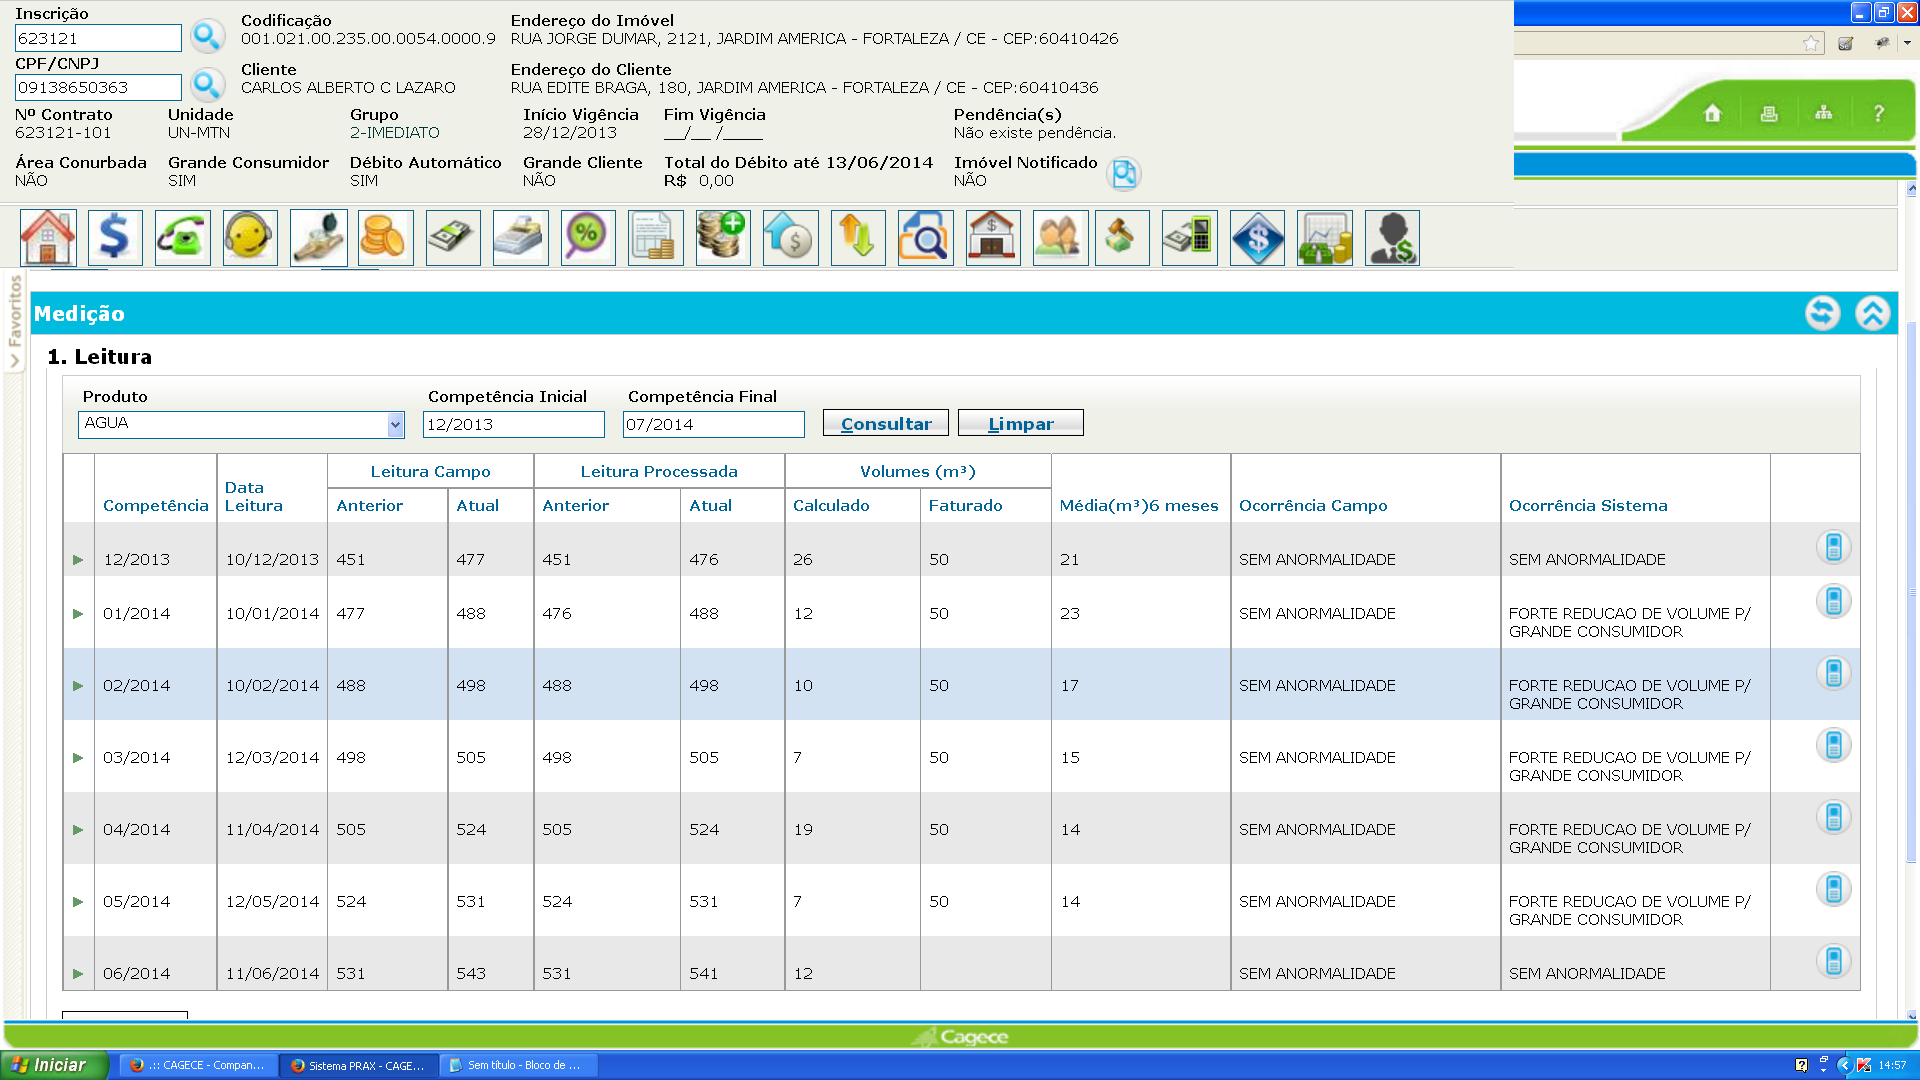 Inscrição
623121
Codificação
001.021.00.235.00.0054.0000.9
Endereço do Imóvel
RUA JORGE DUMAR, 2121, JARDIM AMERICA - FORTALEZA / CE - CEP:60410426
CPF/CNPJ
09138650363
Cliente
CARLOS ALBERTO C LAZARO
Endereço do Cliente
RUA EDITE BRAGA, 180, JARDIM AMERICA - FORTALEZA / CE - CEP:60410436
Nº Contrato Unidade Grupo Início Vigência Fim Vigência Pendência(s)
623121-101 UN-MTN 2-IMEDIATO 28/12/2013 __/__ /____ Não existe pendência.
Área Conurbada Grande Consumidor Débito Automático Grande Cliente Total do Débito até 13/06/2014 Imóvel Notificado
NÃO SIM SIM NÃO R$ 0,00 NÃO
Favoritos
Medição
1. Leitura
Produto Competência Inicial Competência Final
AGUA 12/2013 07/2014 Consultar Limpar
Leitura Campo Leitura Processada Volumes (m³)
Competência Data Leitura Anterior Atual Anterior Atual Calculado Faturado Média(m³)6 meses Ocorrência Campo Ocorrência Sistema
12/2013 10/12/2013 451 477 451 476 26 50 21 SEM ANORMALIDADE SEM ANORMALIDADE
01/2014 10/01/2014 477 488 476 488 12 50 23 SEM ANORMALIDADE FORTE REDUCAO DE VOLUME P/
GRANDE CONSUMIDOR
02/2014 10/02/2014 488 498 488 498 10 50 17 SEM ANORMALIDADE FORTE REDUCAO DE VOLUME P/
GRANDE CONSUMIDOR
03/2014 12/03/2014 498 505 498 505 7 50 15 SEM ANORMALIDADE FORTE REDUCAO DE VOLUME P/
GRANDE CONSUMIDOR
04/2014 11/04/2014 505 524 505 524 19 50 14 SEM ANORMALIDADE FORTE REDUCAO DE VOLUME P/
GRANDE CONSUMIDOR
05/2014 12/05/2014 524 531 524 531 7 50 14 SEM ANORMALIDADE FORTE REDUCAO DE VOLUME P/
GRANDE CONSUMIDOR
06/2014 11/06/2014 531 543 531 541 12 SEM ANORMALIDADE SEM ANORMALIDADE
Cagece
Iniciar .:: CAGECE - Compan... Sistema PRAX - CAGE... Sem título - Bloco de ... 14:57